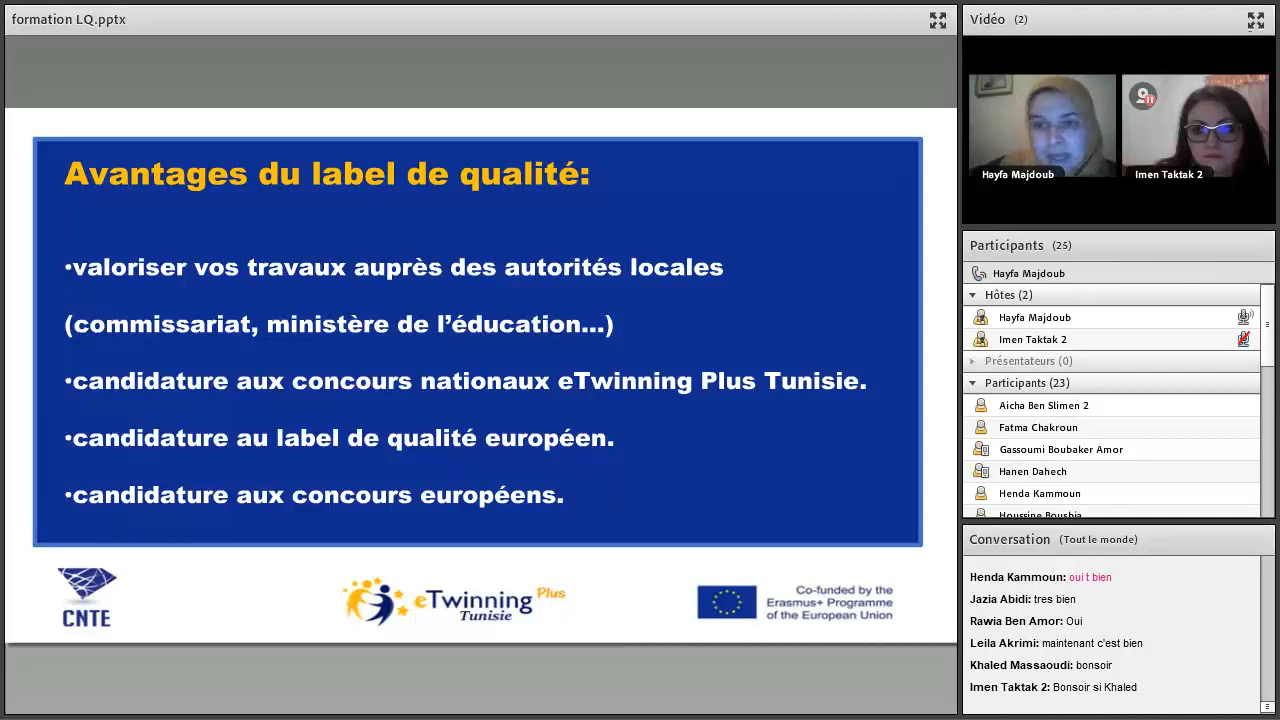 formation LQ.pptx
Avantages du label de qualité:
•valoriser vos travaux auprès des autorités locales
(commissariat, ministère de l’éducation…)
•candidature aux concours nationaux eTwinning Plus Tunisie.
•candidature au label de qualité européen.
•candidature aux concours européens.
CNTE
eTwinning Plus
Tunisie
Co-funded by the
Erasmus+ Programme
of the European Union
Vidéo (2)
Hayfa Majdoub
Imen Taktak 2
Participants (25)
Hayfa Majdoub
Hôtes (2)
Hayfa Majdoub
Imen Taktak 2
Présentateurs (0)
Participants (23)
Aicha Ben Slimen 2
Fatma Chakroun
Gassoumi Boubaker Amor
Hanen Dahech
Henda Kammoun
Houssine Bousbia
Conversation (Tout le monde)
Henda Kammoun: oui t bien
Jazia Abidi: tres bien
Rawia Ben Amor: Oui
Leila Akrimi: maintenant c'est bien
Khaled Massaoudi: bonsoir
Imen Taktak 2: Bonsoir si Khaled